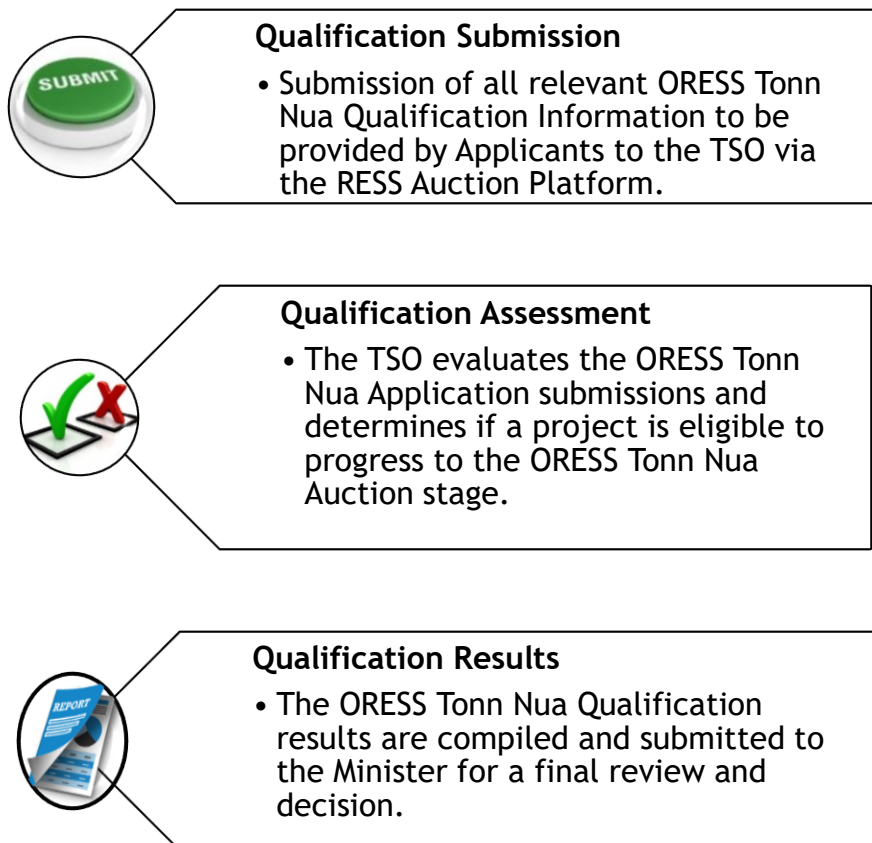 Qualification Submission
SUBMIT
• Submission of all relevant ORESS Tonn
Nua Qualification Information to be
provided by Applicants to the TSO via
the RESS Auction Platform.
Qualification Assessment
• The TSO evaluates the ORESS Tonn
Nua Application submissions and
determines if a project is eligible to
progress to the ORESS Tonn Nua
Auction stage.
Qualification Results
REPORT
• The ORESS Tonn Nua Qualification
results are compiled and submitted to
the Minister for a final review and
decision.